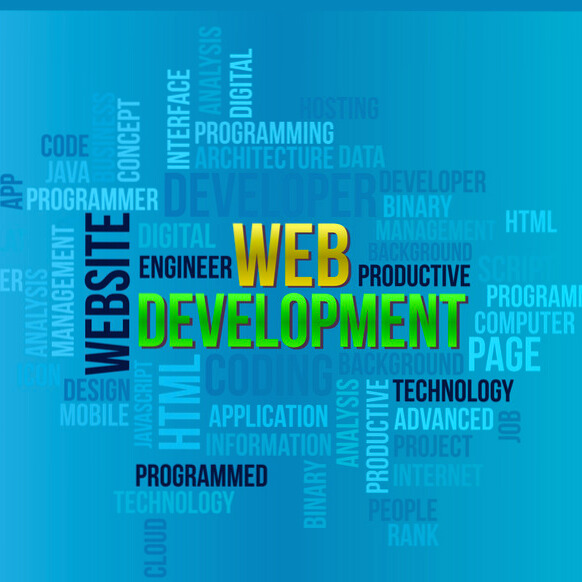 ANALYSIS
DIGITAL
INTERFACE
BUSINESS
CONCEPT
HOSTING
PROGRAMMING
CODE
ARCHITECTURE DATA
JAVA
APP
DEVELOPER
DEVELOPER
PROGRAMMER
BINARY
HTML
MANAGEMENT
WEBSITE
DIGITAL
WEB
BACKGROUND
ENGINEER
PRODUCTIVE
SCRIPT
ER
ANALYSIS
MANAGEMENT
PROGRAMI
DEVELOPMENT
COMPUTER
PAGE
BACKGROUND
CODING
HTML
JAVASCRIPT
DESIGN
TECHNOLOGY
MOBILE
APPLICATION
ANALYSIS
PRODUCTIVE
ADVANCED
JOB
INFORMATION
PROJECT
PROGRAMMED
BINARY
INTERNET
TECHNOLOGY
PEOPLE
RANK
CLOUD